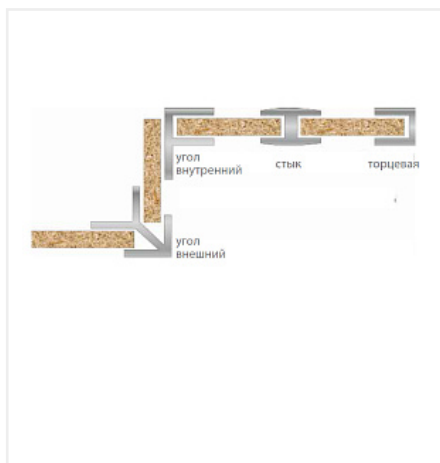 угол
внутренний
стык
торцевая
угол
внешний